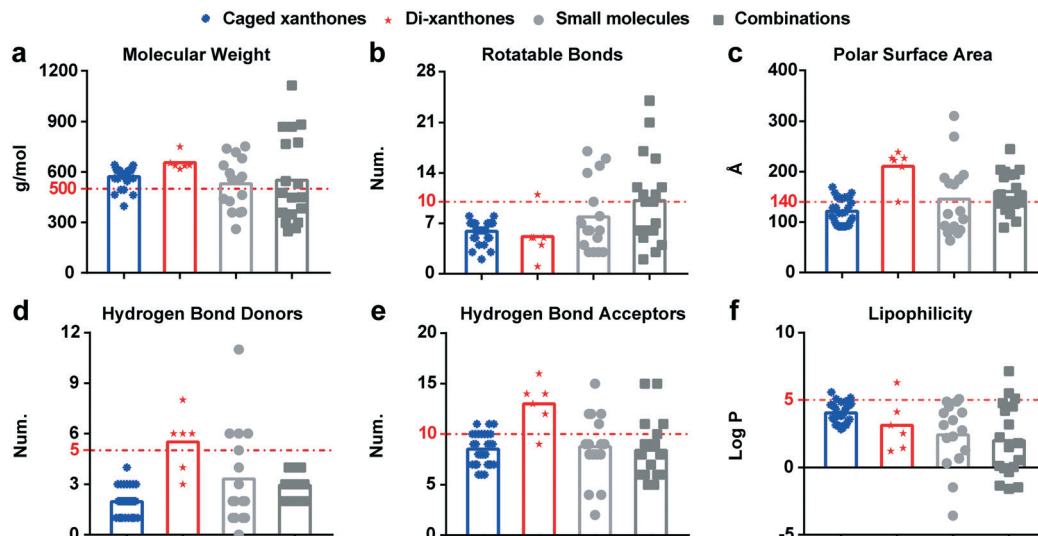 Caged xanthones Di-xanthones Small molecules Combinations
a Molecular Weight
1200
900
600
500
300
0
g/mol
b Rotatable Bonds
28
21
14
10
7
0
Num.
c Polar Surface Area
400
300
200
140
100
0
Å
d Hydrogen Bond Donors
12
9
6
5
3
0
Num.
e Hydrogen Bond Acceptors
20
15
10
5
0
Num.
f Lipophilicity
10
5
0
-5
Log P